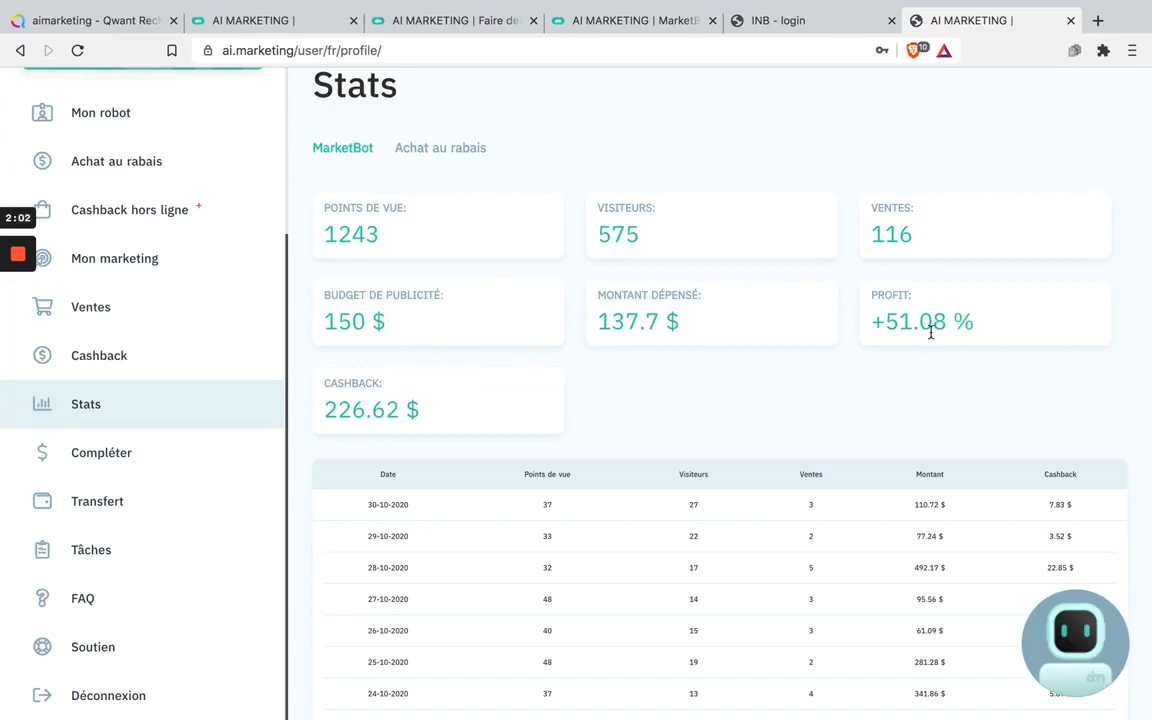 aimarketing - Qwant Rech
AI MARKETING |
AI MARKETING | Faire de
AI MARKETING | MarketB
INB - login
AI MARKETING |
ai.marketing/user/fr/profile/
10
Mon robot
Achat au rabais
Cashback hors ligne +
Mon marketing
Ventes
Cashback
Stats
Compléter
Transfert
Tâches
FAQ
Soutien
Déconnexion
2:02
Stats
MarketBot Achat au rabais
POINTS DE VUE:
1243
VISITEURS:
575
VENTES:
116
BUDGET DE PUBLICITÉ:
150 $
MONTANT DÉPENSÉ:
137.7 $
PROFIT:
+51.08 %
CASHBACK:
226.62 $
Date Points de vue Visiteurs Ventes Montant Cashback
30-10-2020 37 27 3 110.72 $ 7.83 $
29-10-2020 33 22 2 77.24 $ 3.52 $
28-10-2020 32 17 5 492.17 $ 22.85 $
27-10-2020 48 14 3 95.56 $
26-10-2020 40 15 3 61.09 $
25-10-2020 48 19 2 281.28 $
24-10-2020 37 13 4 341.86 $
aim